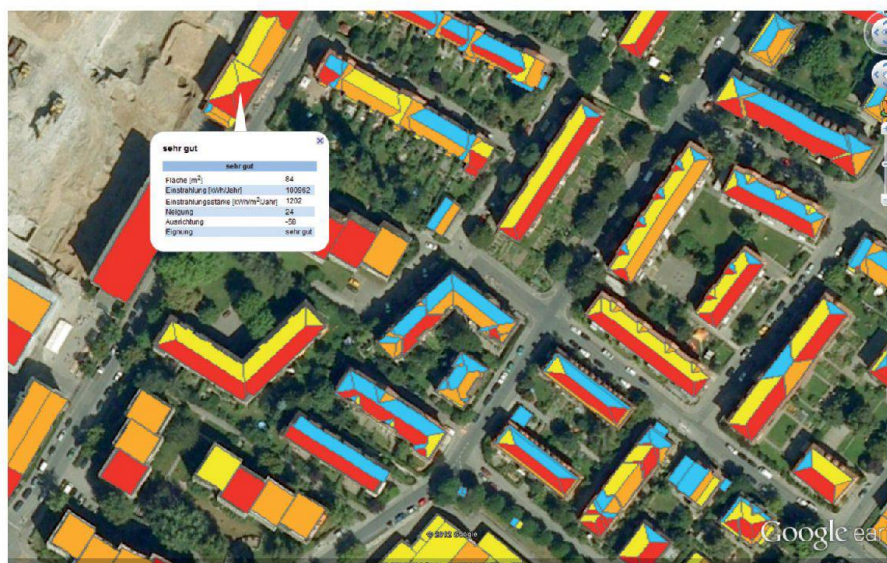 sehr gut
sehr gut
Fläche [m²] 84
Einstrahlung [kWh/Jahr] 100962
Einstrahlungsstärke [kWh/m²/Jahr] 1202
Neigung 24
Ausrichtung -58
Eignung sehr gut
© 2012 Google
Google ear